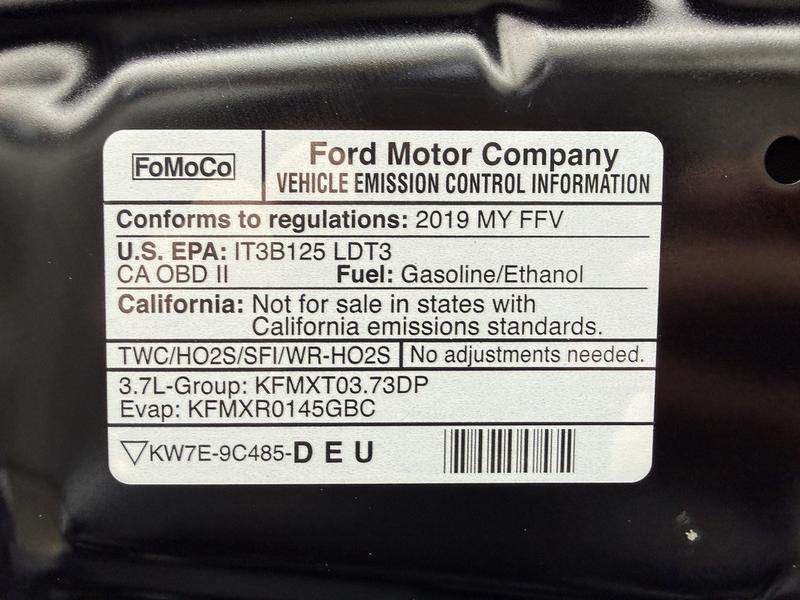 FoMoCo
Ford Motor Company
VEHICLE EMISSION CONTROL INFORMATION
Conforms to regulations: 2019 MY FFV
U.S. EPA: IT3B125 LDT3
CA OBD II Fuel: Gasoline/Ethanol
California: Not for sale in states with
California emissions standards.
TWC/HO2S/SFI/WR-HO2S No adjustments needed.
3.7L-Group: KFMXT03.73DP
Evap: KFMXR0145GBC
▽KW7E-9C485-D E U